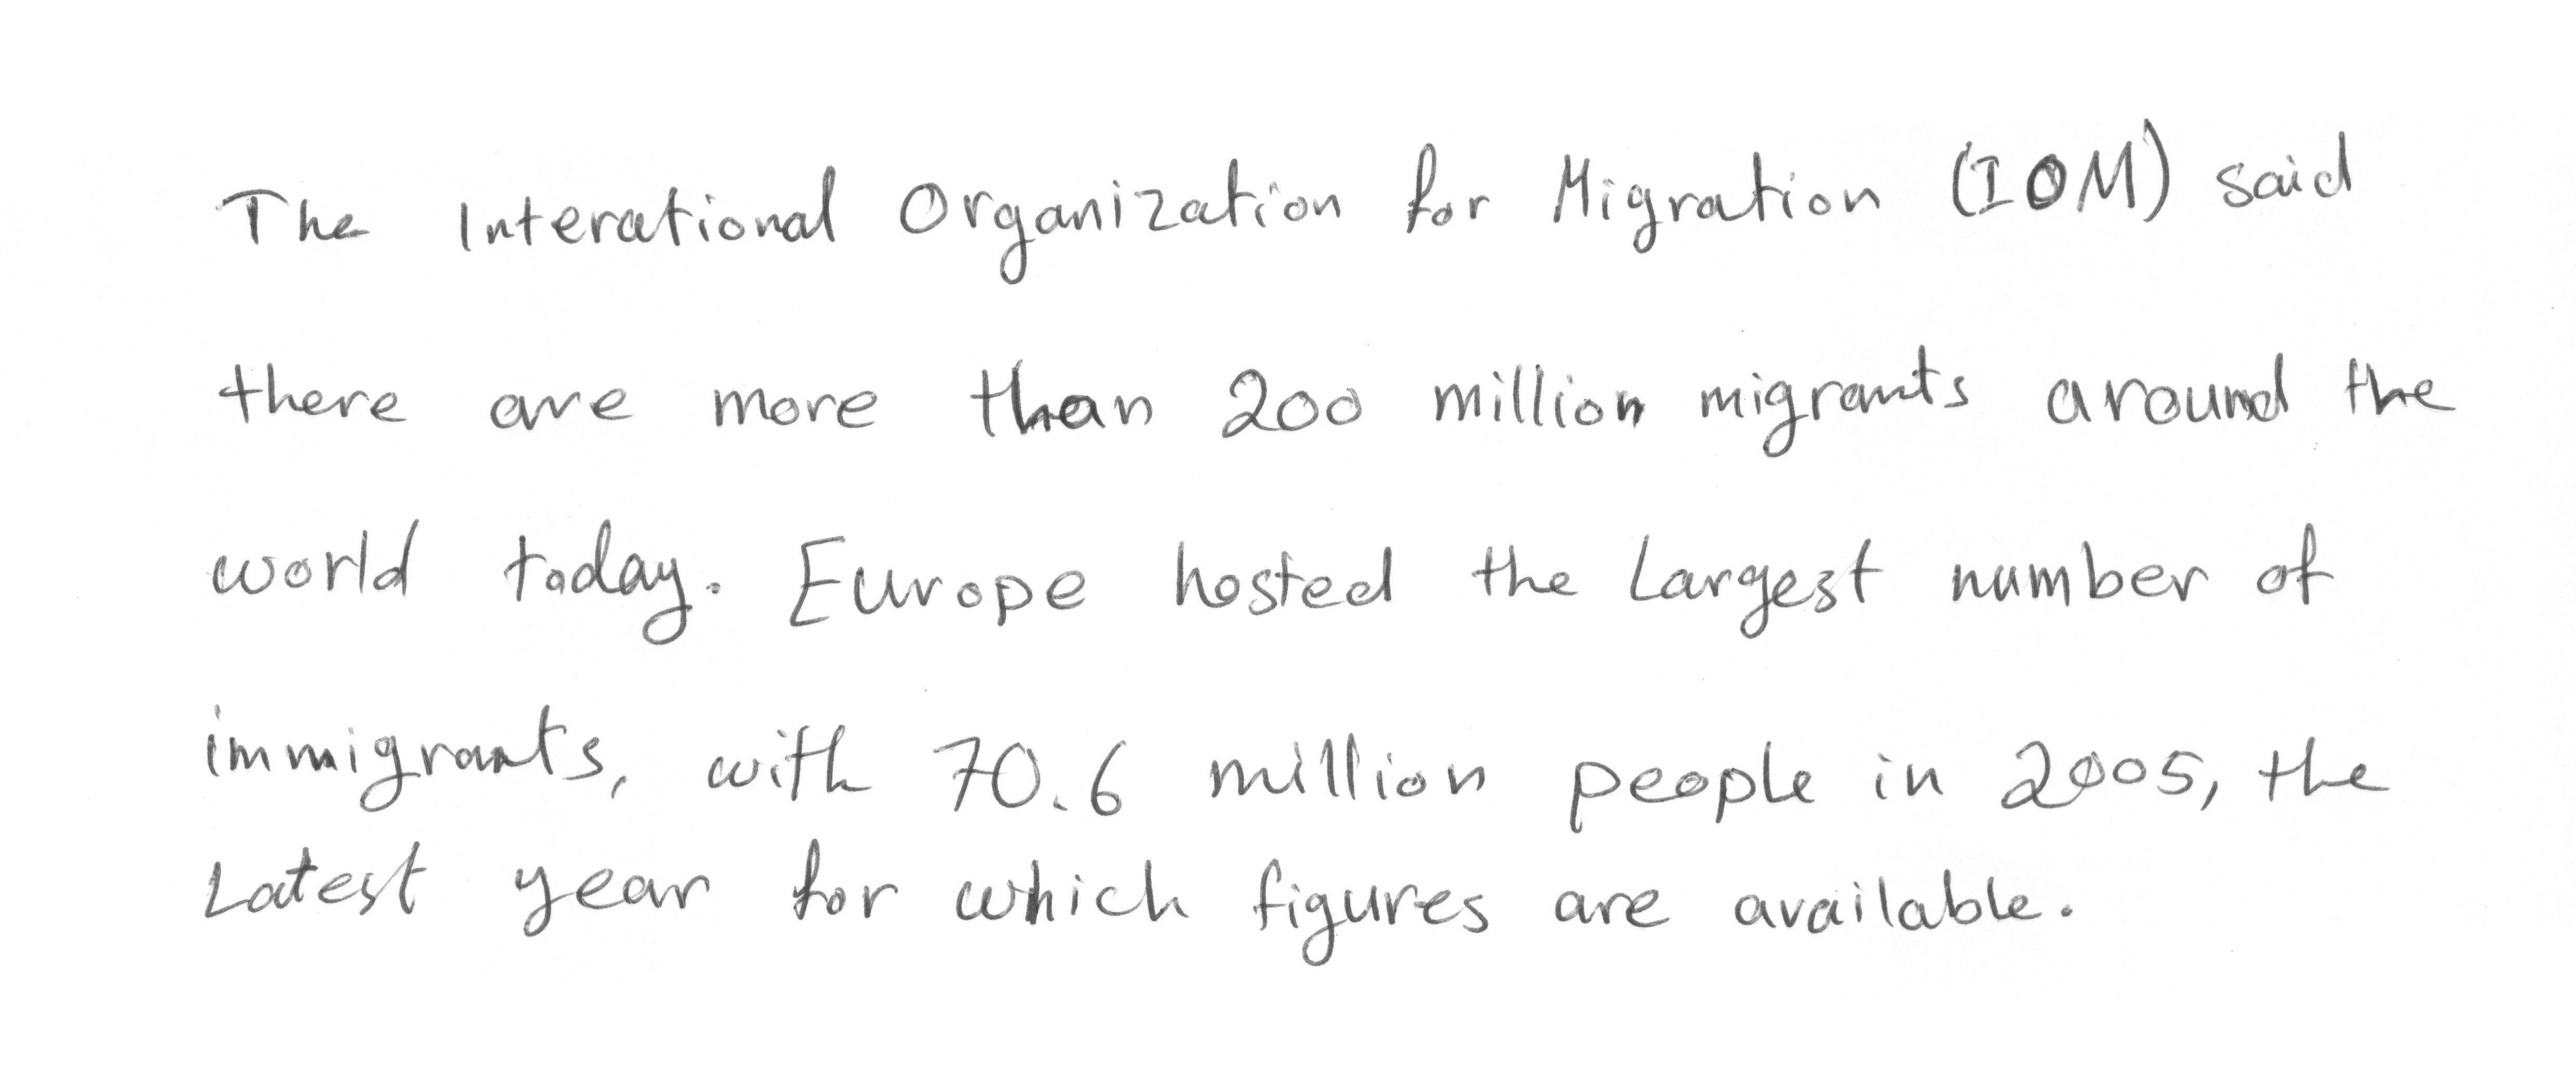 The Interational Organization for Migration (IOM) said
there are more than 200 million migrants around the
world today. Europe hosted the Largest number of
immigrants, with 70.6 million people in 2005, the
Latest year for which figures are available.